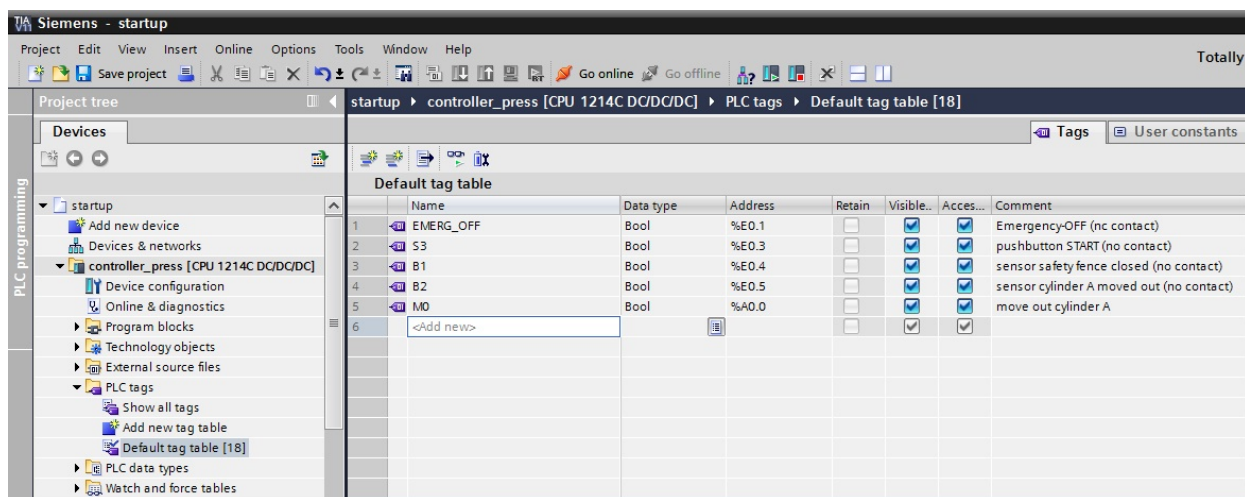 Siemens - startup
Project Edit View Insert Online Options Tools Window Help
Save project Go online Go offline
Totally
Project tree
startup controller_press [CPU 1214C DC/DC/DC] PLC tags Default tag table [18]
Devices
Tags User constants
PLC programming
Default tag table
startup
Add new device
Devices & networks
controller_press [CPU 1214C DC/DC/DC]
Device configuration
Online & diagnostics
Program blocks
Technology objects
External source files
PLC tags
Show all tags
Add new tag table
Default tag table [18]
PLC data types
Watch and force tables
Name Data type Address Retain Visible.. Acces... Comment
1 EMERG_OFF Bool %E0.1 Emergency-OFF (nc contact)
2 S3 Bool %E0.3 pushbutton START (no contact)
3 B1 Bool %E0.4 sensor safety fence closed (no contact)
4 B2 Bool %E0.5 sensor cylinder A moved out (no contact)
5 M0 Bool %A0.0 move out cylinder A
6 <Add new>